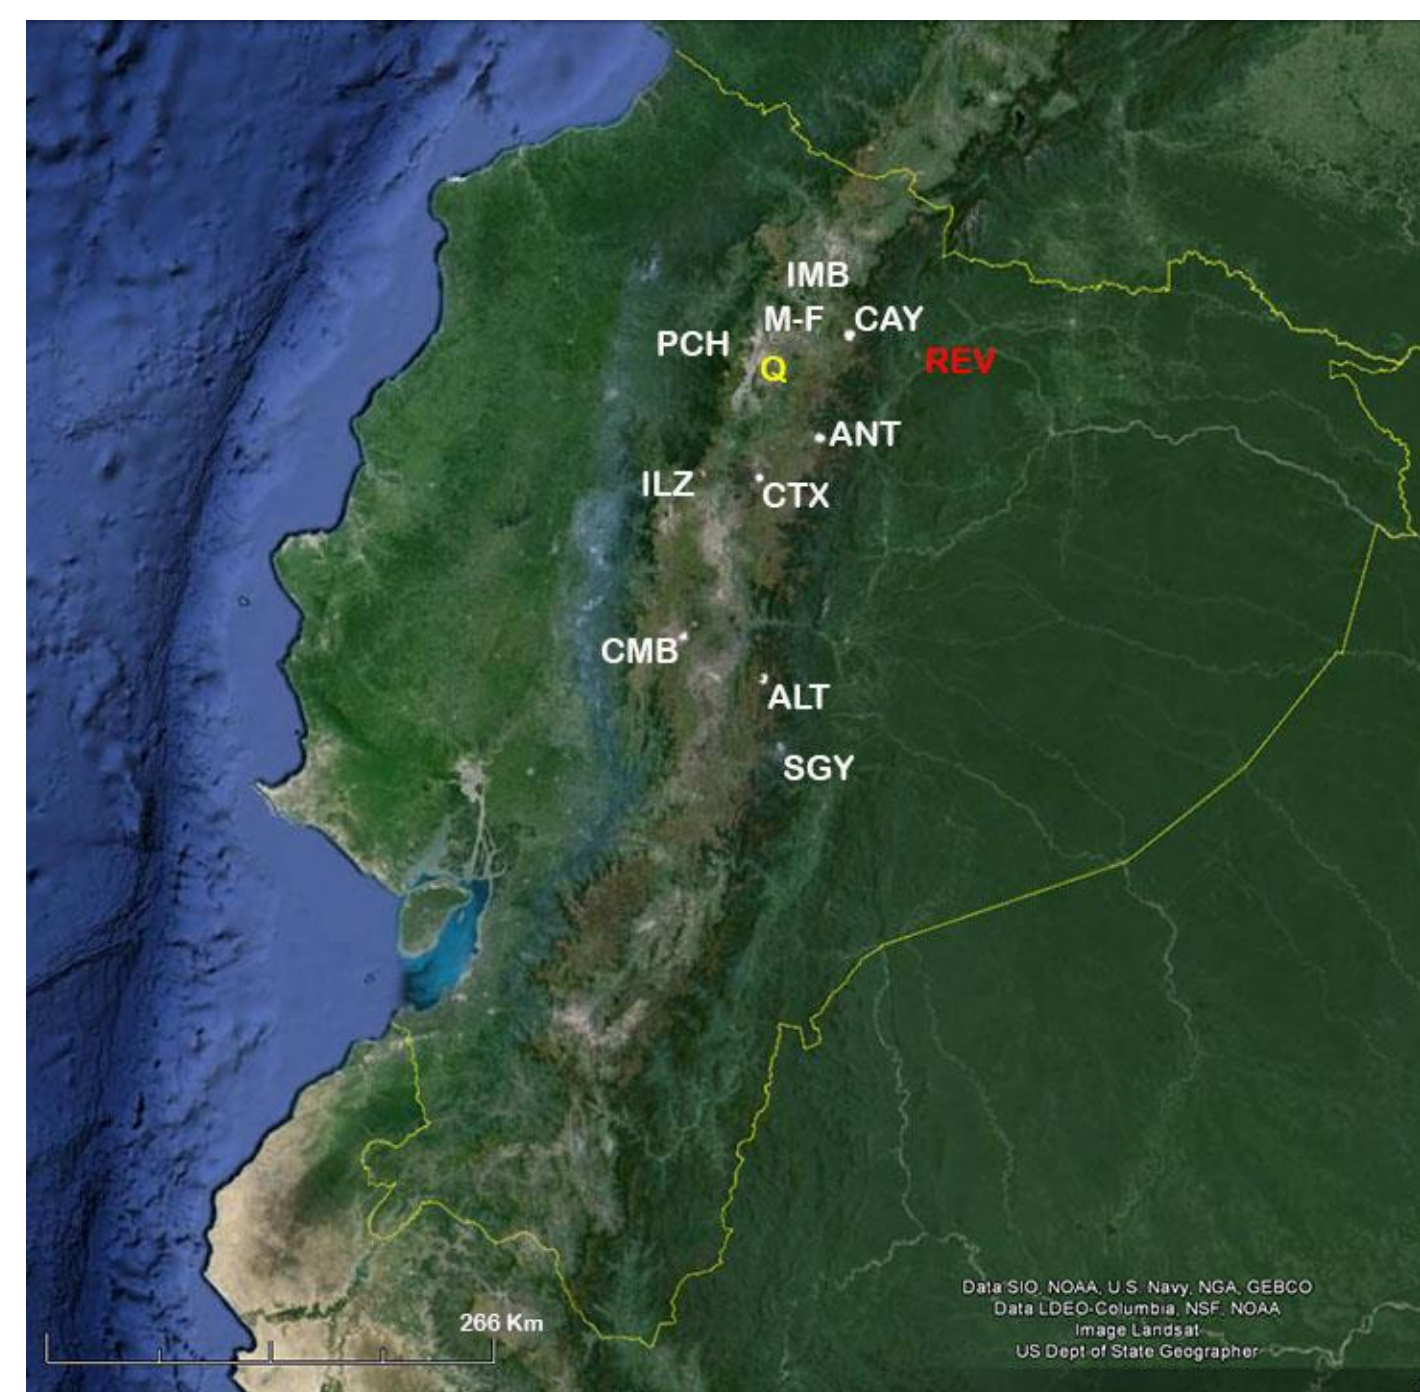 IMB
M-F
CAY
PCH
REV
Q
ANT
ILZ
CTX
CMB
ALT
SGY
Data SIO, NOAA, U.S. Navy, NGA, GEBCO
Data LDEO-Columbia, NSF, NOAA
Image Landsat
US Dept of State Geographer
266 Km